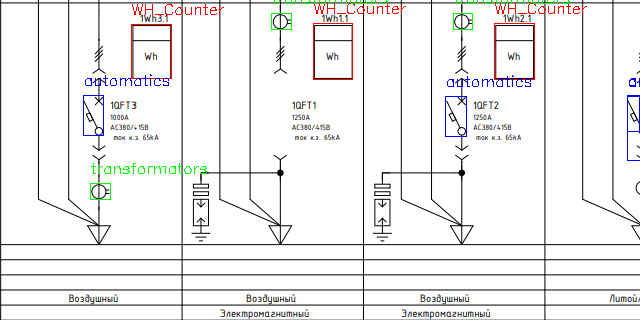 WH_Counter
WH_Counter
WH_Counter
1Wh3.1
1Wh1.1
1Wh2.1
Wh
Wh
Wh
automatics
automatics
1QFT3
1000A
AC380/415B
ток к.з. 65kA
1QFT1
1250A
AC380/415B
ток к.з. 65kA
1QFT2
1250A
AC380/415B
ток к.з. 65kA
transformators
Воздушный
Воздушный
Воздушный
Электромагнитный
Электромагнитный